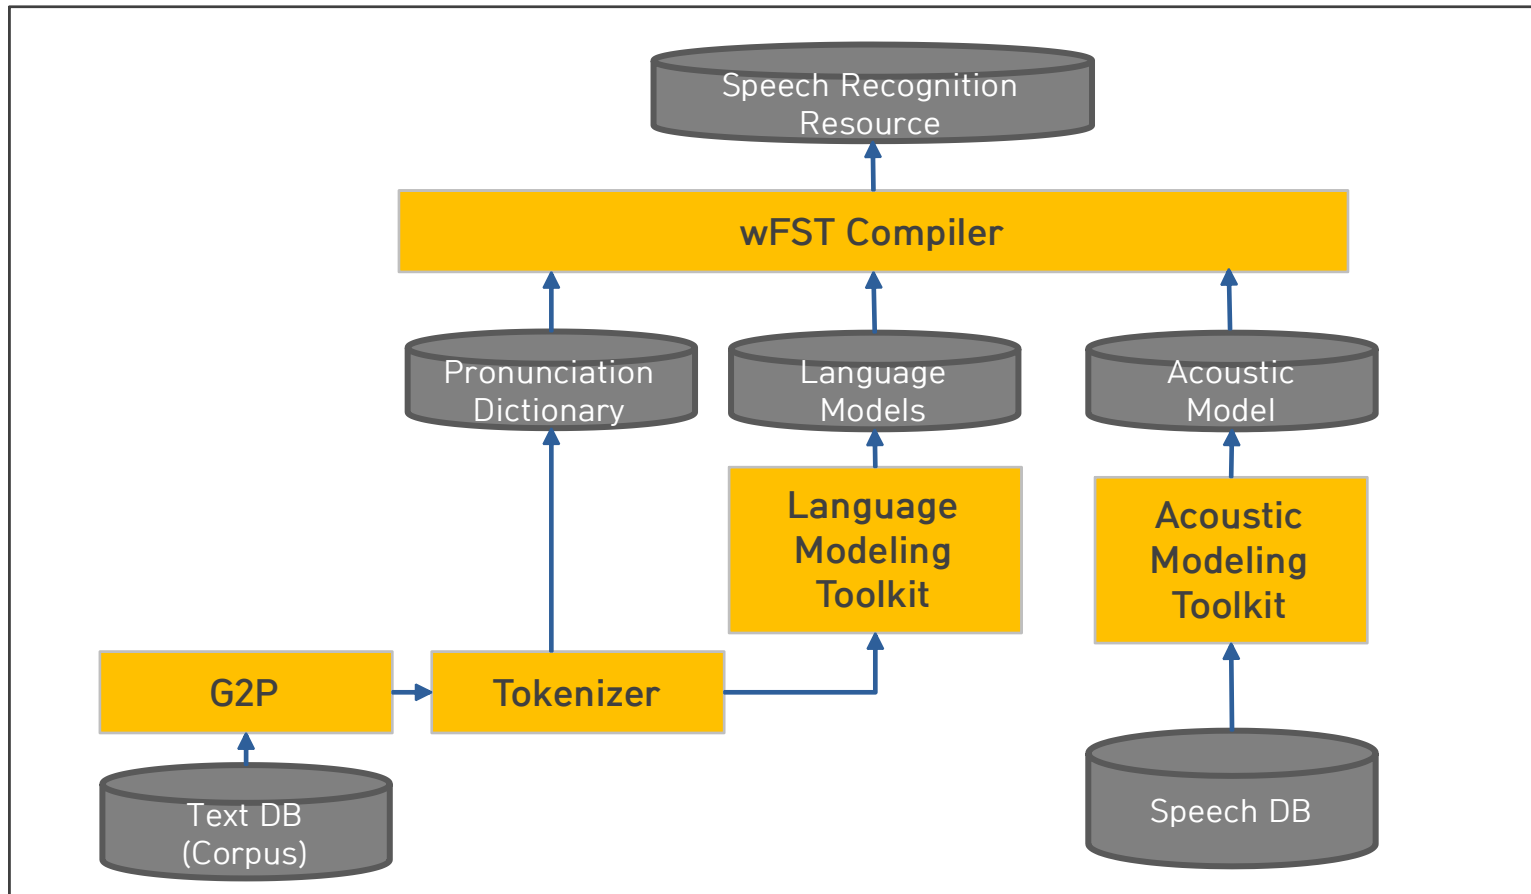 Speech Recognition
Resource
wFST Compiler
Pronunciation
Dictionary
Language
Models
Acoustic
Model
Language
Modeling
Toolkit
Acoustic
Modeling
Toolkit
G2P
Tokenizer
Text DB
(Corpus)
Speech DB